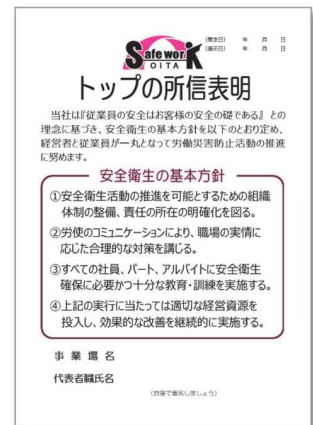 (表明日) 年 月 日
(掲示日) 年 月 日
SafeworK
OITA
トップの所信表明
当社は『従業員の安全はお客様の安全の礎である』との
理念に基づき、安全衛生の基本方針を以下のとおり定め、
経営者と従業員が一丸となって労働災害防止活動の推進
に努めます。
安全衛生の基本方針
①安全衛生活動の推進を可能とするための組織
体制の整備、責任の所在の明確化を図る。
②労使のコミュニケーションにより、職場の実情に
応じた合理的な対策を講じる。
③すべての社員、パート、アルバイトに安全衛生
確保に必要かつ十分な教育・訓練を実施する。
④上記の実行に当たっては適切な経営資源を
投入し、効果的な改善を継続的に実施する。
事業場名
代表者職氏名
(自筆で署名しましょう)